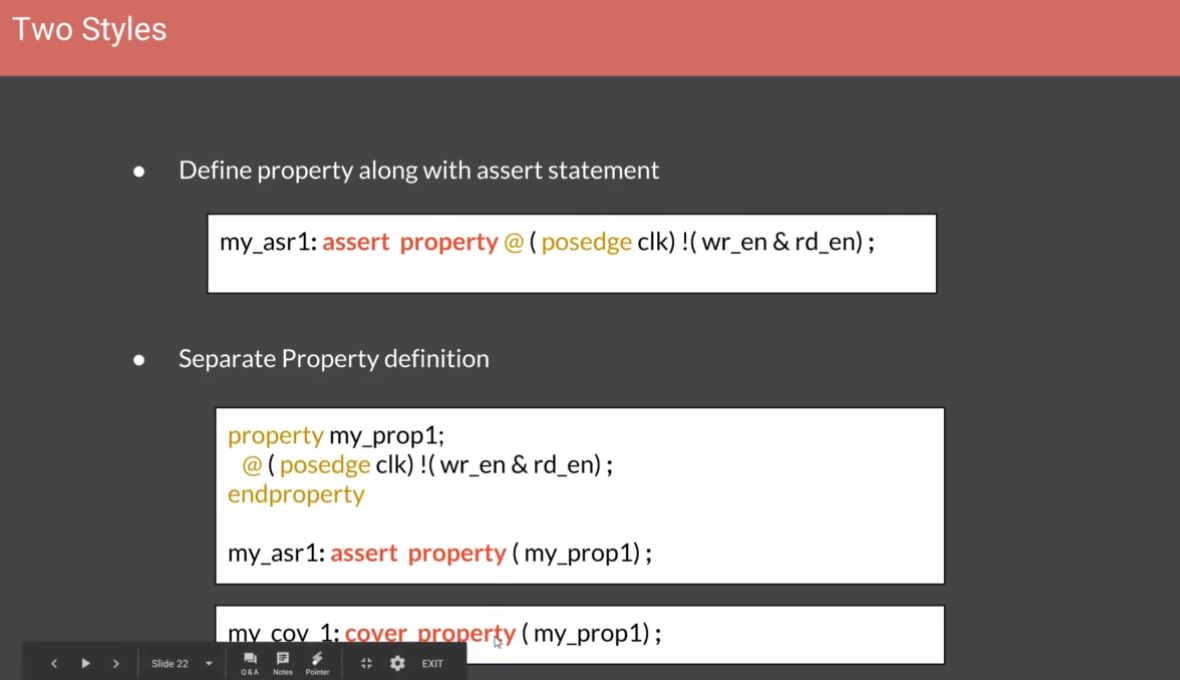 Two Styles
● Define property along with assert statement
my_asr1: assert property @ ( posedge clk) !( wr_en & rd_en) ;
● Separate Property definition
property my_prop1;
@ ( posedge clk) !( wr_en & rd_en) ;
endproperty
my_asr1: assert property ( my_prop1) ;
my_cov_1: cover property ( my_prop1) ;
Slide 22
Q&A Notes Pointer
EXIT